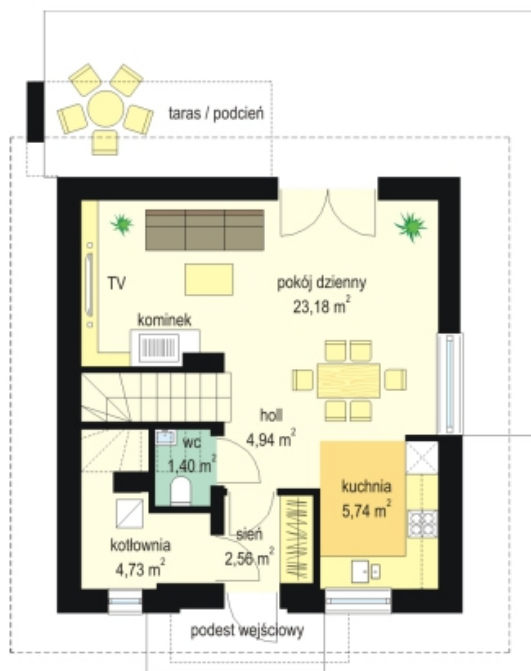 taras / podcień
pokój dzienny
23,18 m²
TV
kominek
holl
4,94 m²
wc
1,40 m²
kuchnia
5,74 m²
sień
2,56 m²
kotłownia
4,73 m²
podest wejściowy